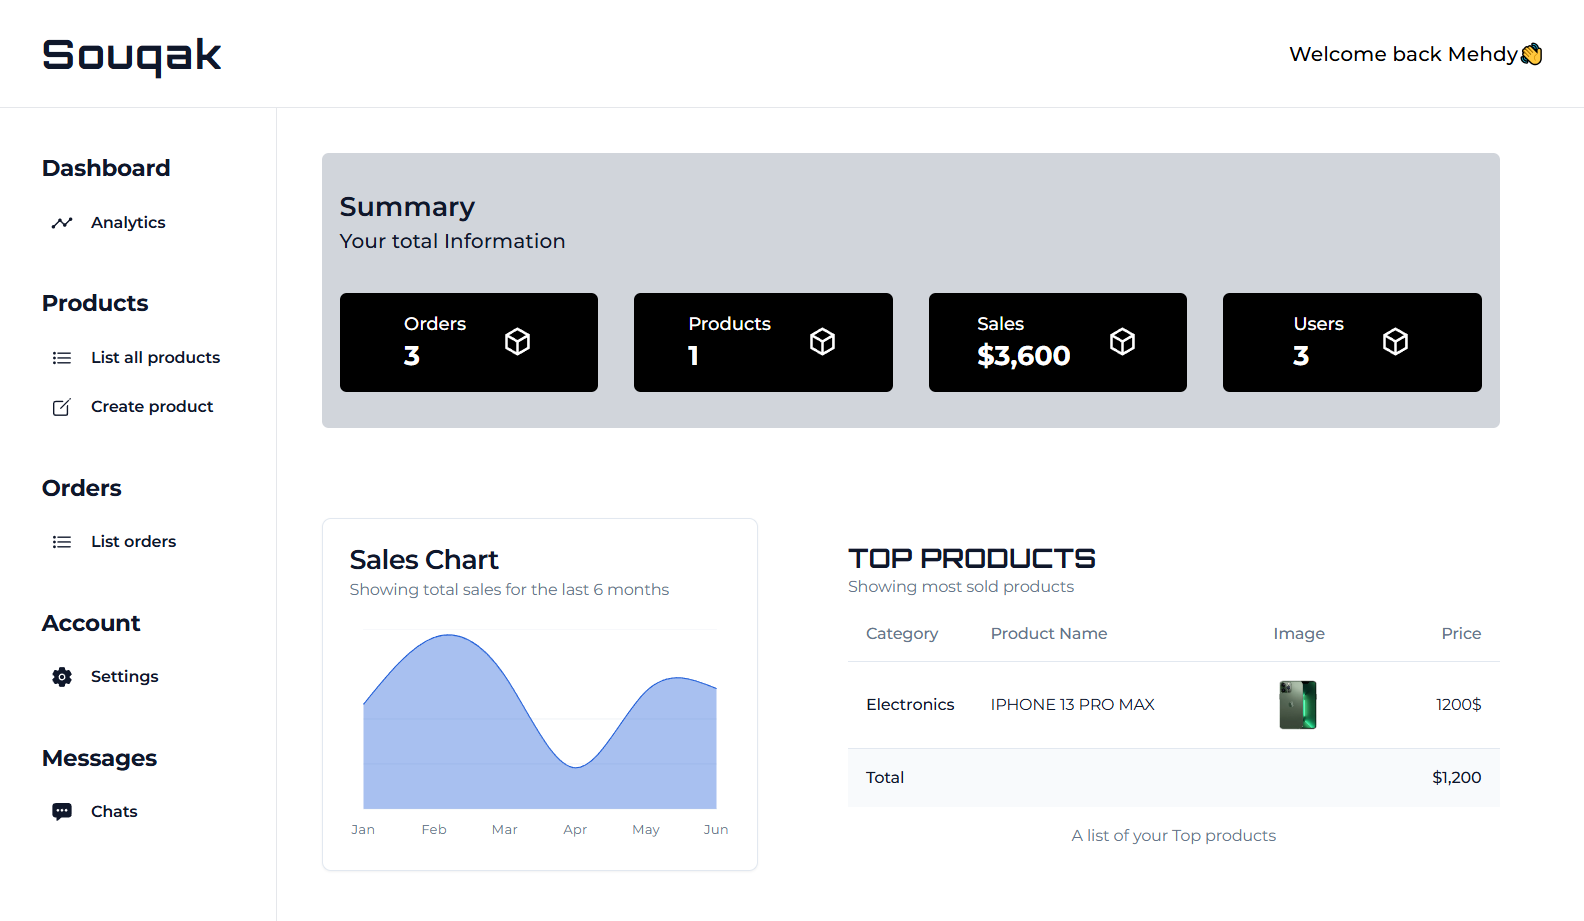 Souqak
Welcome back Mehdy👏
Dashboard
Analytics
Products
List all products
Create product
Orders
List orders
Account
Settings
Messages
Chats
Summary
Your total Information
Orders
3
Products
1
Sales
$3,600
Users
3
Sales Chart
Showing total sales for the last 6 months
Jan Feb Mar Apr May Jun
TOP PRODUCTS
Showing most sold products
Category Product Name Image Price
Electronics IPHONE 13 PRO MAX 1200$
Total $1,200
A list of your Top products